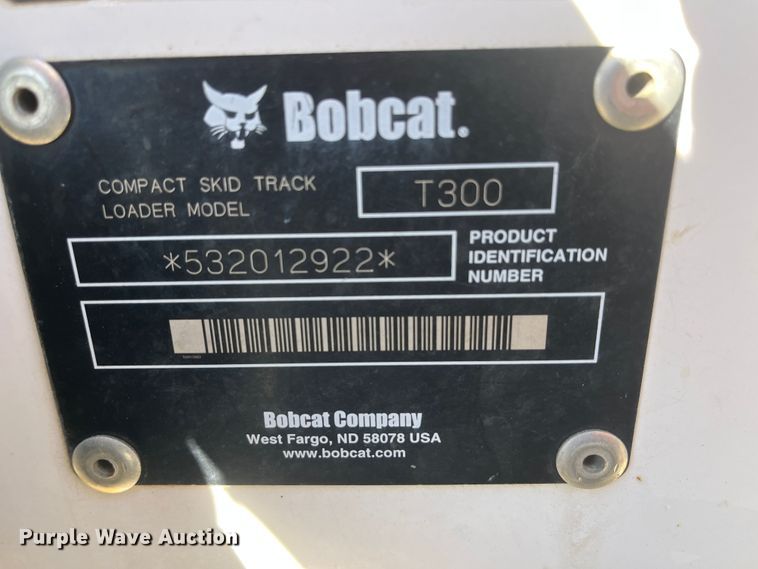 Bobcat.
COMPACT SKID TRACK
LOADER MODEL
T300
*532012922*
PRODUCT
IDENTIFICATION
NUMBER
Bobcat Company
West Fargo, ND 58078 USA
www.bobcat.com
Purple Wave Auction